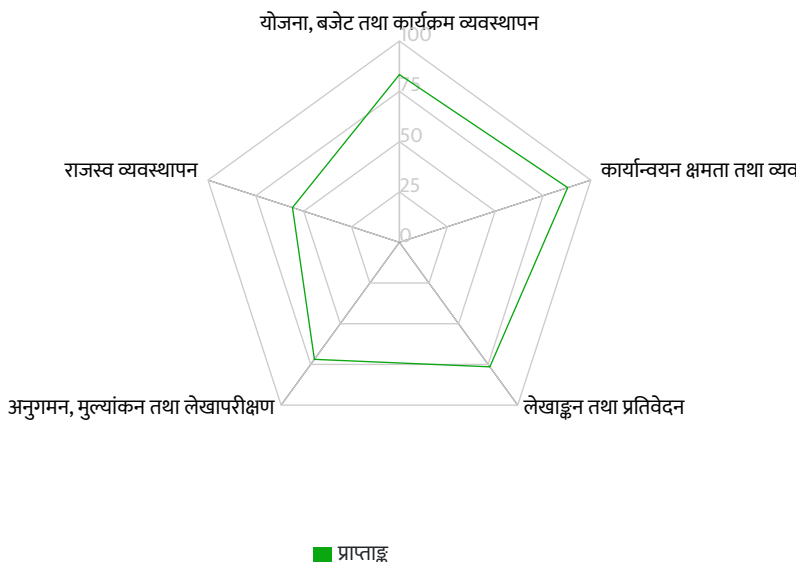 योजना, बजेट तथा कार्यक्रम व्यवस्थापन
100
75
50
25
0
राजस्व व्यवस्थापन
कार्यान्वयन क्षमता तथा व्यव
अनुगमन, मुल्यांकन तथा लेखापरीक्षण
लेखाङ्कन तथा प्रतिवेदन
प्राप्ताङ्क